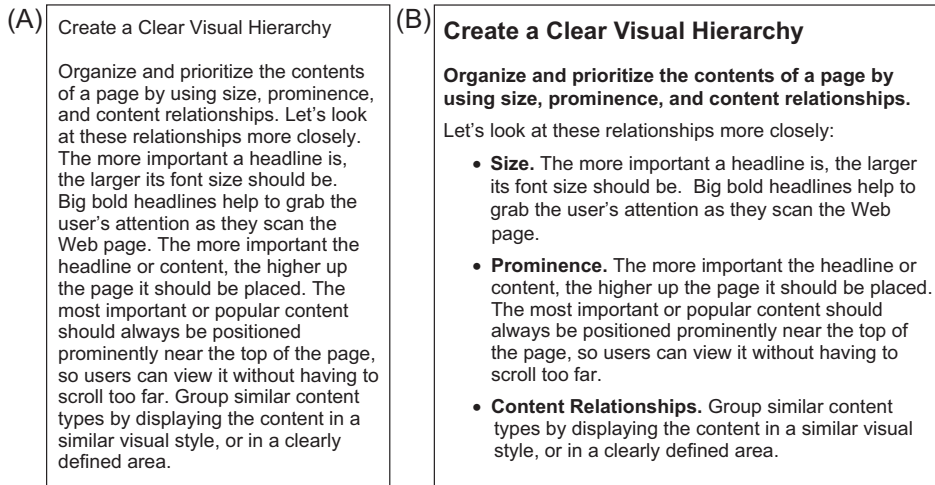 (A)
Create a Clear Visual Hierarchy
Organize and prioritize the contents
of a page by using size, prominence,
and content relationships. Let's look
at these relationships more closely.
The more important a headline is,
the larger its font size should be.
Big bold headlines help to grab the
user's attention as they scan the
Web page. The more important the
headline or content, the higher up
the page it should be placed. The
most important or popular content
should always be positioned
prominently near the top of the page,
so users can view it without having to
scroll too far. Group similar content
types by displaying the content in a
similar visual style, or in a clearly
defined area.
(B)
Create a Clear Visual Hierarchy
Organize and prioritize the contents of a page by
using size, prominence, and content relationships.
Let's look at these relationships more closely:
• Size. The more important a headline is, the larger
its font size should be.  Big bold headlines help to
grab the user's attention as they scan the Web
page.
• Prominence. The more important the headline or
content, the higher up the page it should be placed.
The most important or popular content should
always be positioned prominently near the top of
the page, so users can view it without having to
scroll too far.
• Content Relationships. Group similar content
types by displaying the content in a similar visual
style, or in a clearly defined area.